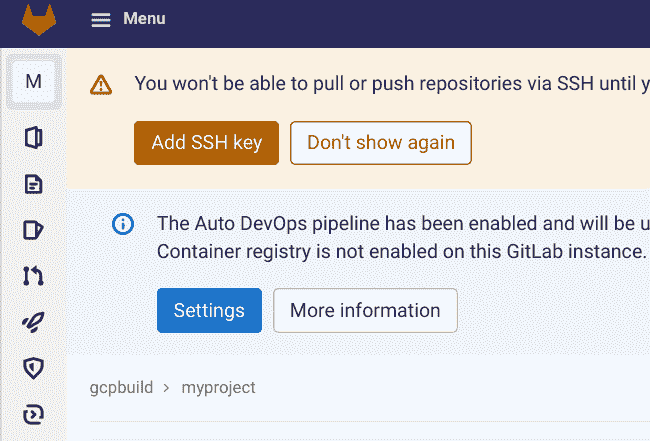 Menu
M
You won't be able to pull or push repositories via SSH until
Add SSH key
Don't show again
The Auto DevOps pipeline has been enabled and will be
Container registry is not enabled on this GitLab instance.
Settings
More information
gcpbuild > myproject